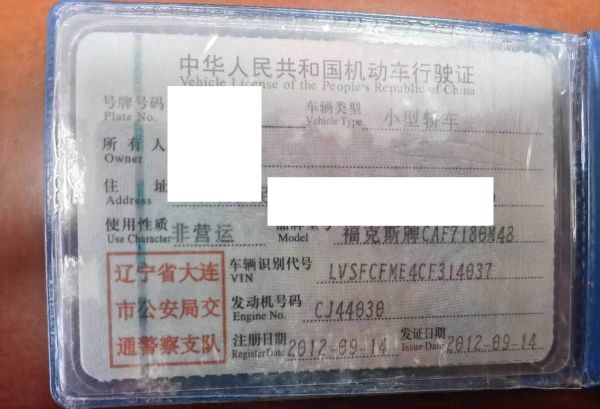 中华人民共和国机动车行驶证
Vehicle License of the People's Republic of China
号牌号码
Plate No.
车辆类型 小型轿车
Vehicle Type
所有人
Owner
住址
Address
使用性质 非营运
Use Character
品牌型号 福克斯牌CAF7180M48
Model
车辆识别代号 LVSFCFME4CF314037
VIN
发动机号码 CJ44030
Engine No.
注册日期 2012-09-14
Register Date
发证日期 2012-09-14
Issue Date
辽宁省大连
市公安局交
通警察支队